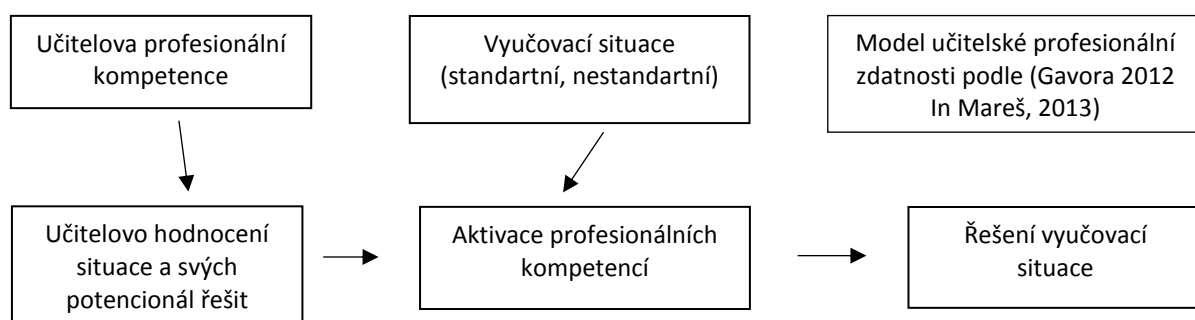 Učitelova profesionální
kompetence
Vyučovací situace
(standartní, nestandartní)
Model učitelské profesionální
zdatnosti podle (Gavora 2012
In Mareš, 2013)
Učitelovo hodnocení
situace a svých
potencionál řešit
Aktivace profesionálních
kompetencí
Řešení vyučovací
situace